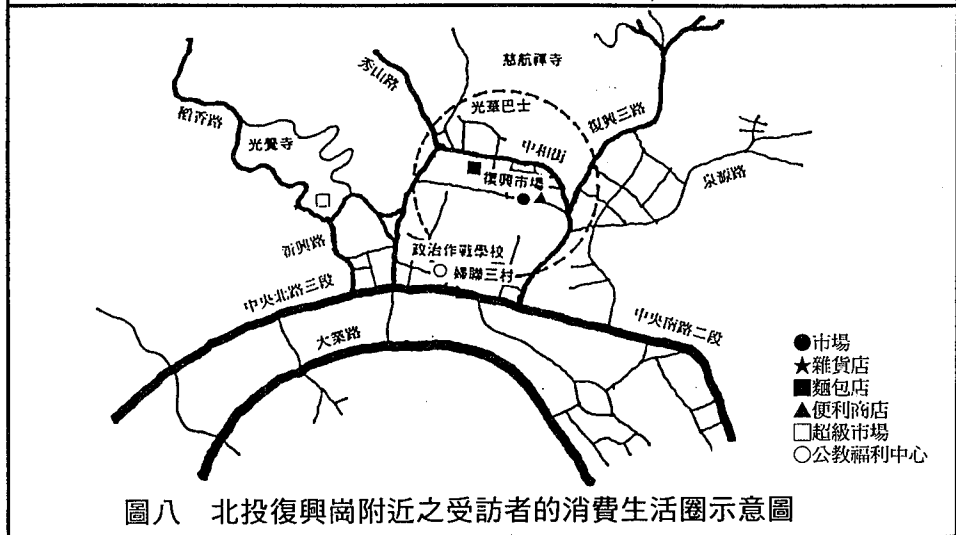 秀山路
慈航禪寺
光華巴士
復興三路
稻香路
光覺寺
中和街
復興市場
泉源路
新興路
政治作戰學校
婦聯三村
中央北路三段
大業路
中央南路二段
●市場
★雜貨店
■麵包店
▲便利商店
□超級市場
○公教福利中心
圖八 北投復興崗附近之受訪者的消費生活圈示意圖